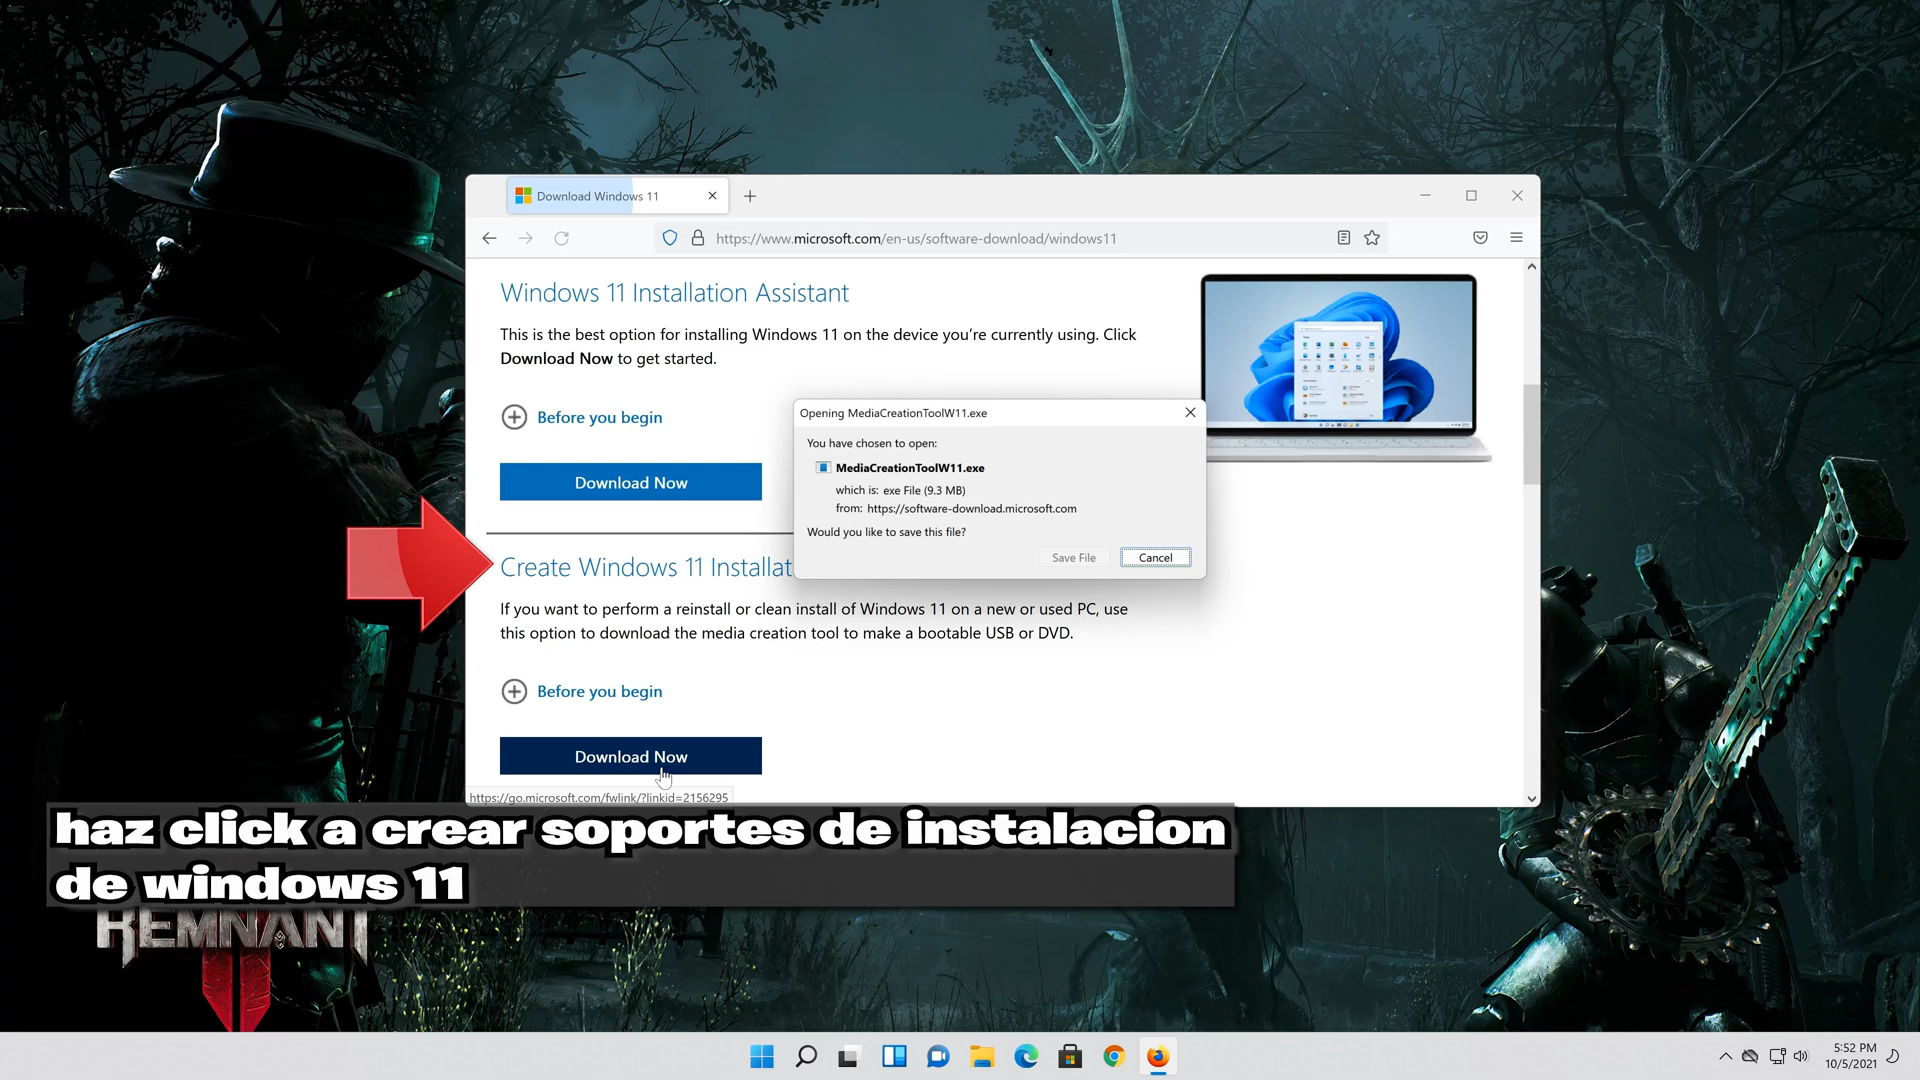 Download Windows 11
https://www.microsoft.com/en-us/software-download/windows11
Windows 11 Installation Assistant
This is the best option for installing Windows 11 on the device you're currently using. Click
Download Now to get started.
Before you begin
Download Now
Opening MediaCreationToolW11.exe
You have chosen to open:
MediaCreationToolW11.exe
which is: exe File (9.3 MB)
from: https://software-download.microsoft.com
Would you like to save this file?
Save File
Cancel
Create Windows 11 Installat
If you want to perform a reinstall or clean install of Windows 11 on a new or used PC, use
this option to download the media creation tool to make a bootable USB or DVD.
Before you begin
Download Now
https://go.microsoft.com/fwlink/?linkid=2156295
haz click a crear soportes de instalacion
de windows 11
REMNANT
II
5:52 PM
10/5/2021